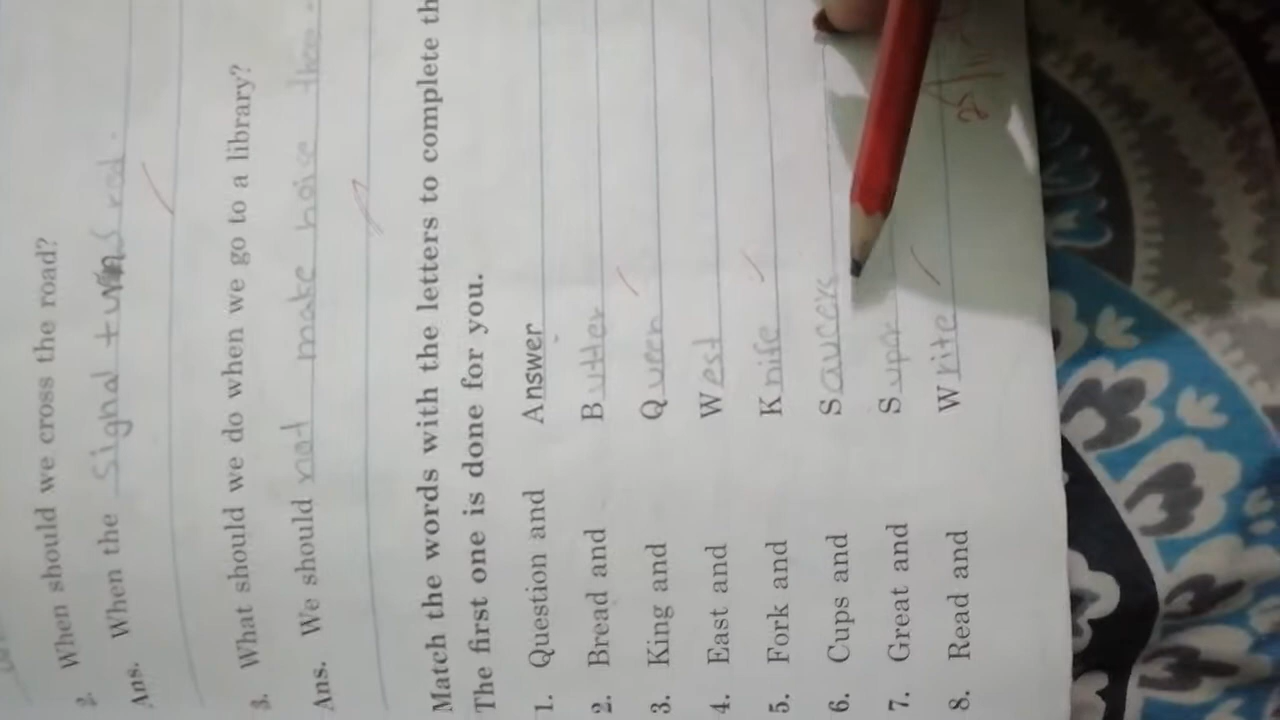 2. When should we cross the road?
Ans. When the Signal turns red.
3. What should we do when we go to a library?
Ans. We should not make noise
Match the words with the letters to complete th
The first one is done for you.
1. Question and Answer
2. Bread and Butter
3. King and Queen
4. East and West
5. Fork and Knife
6. Cups and Saucers
7. Great and Super
8. Read and Write